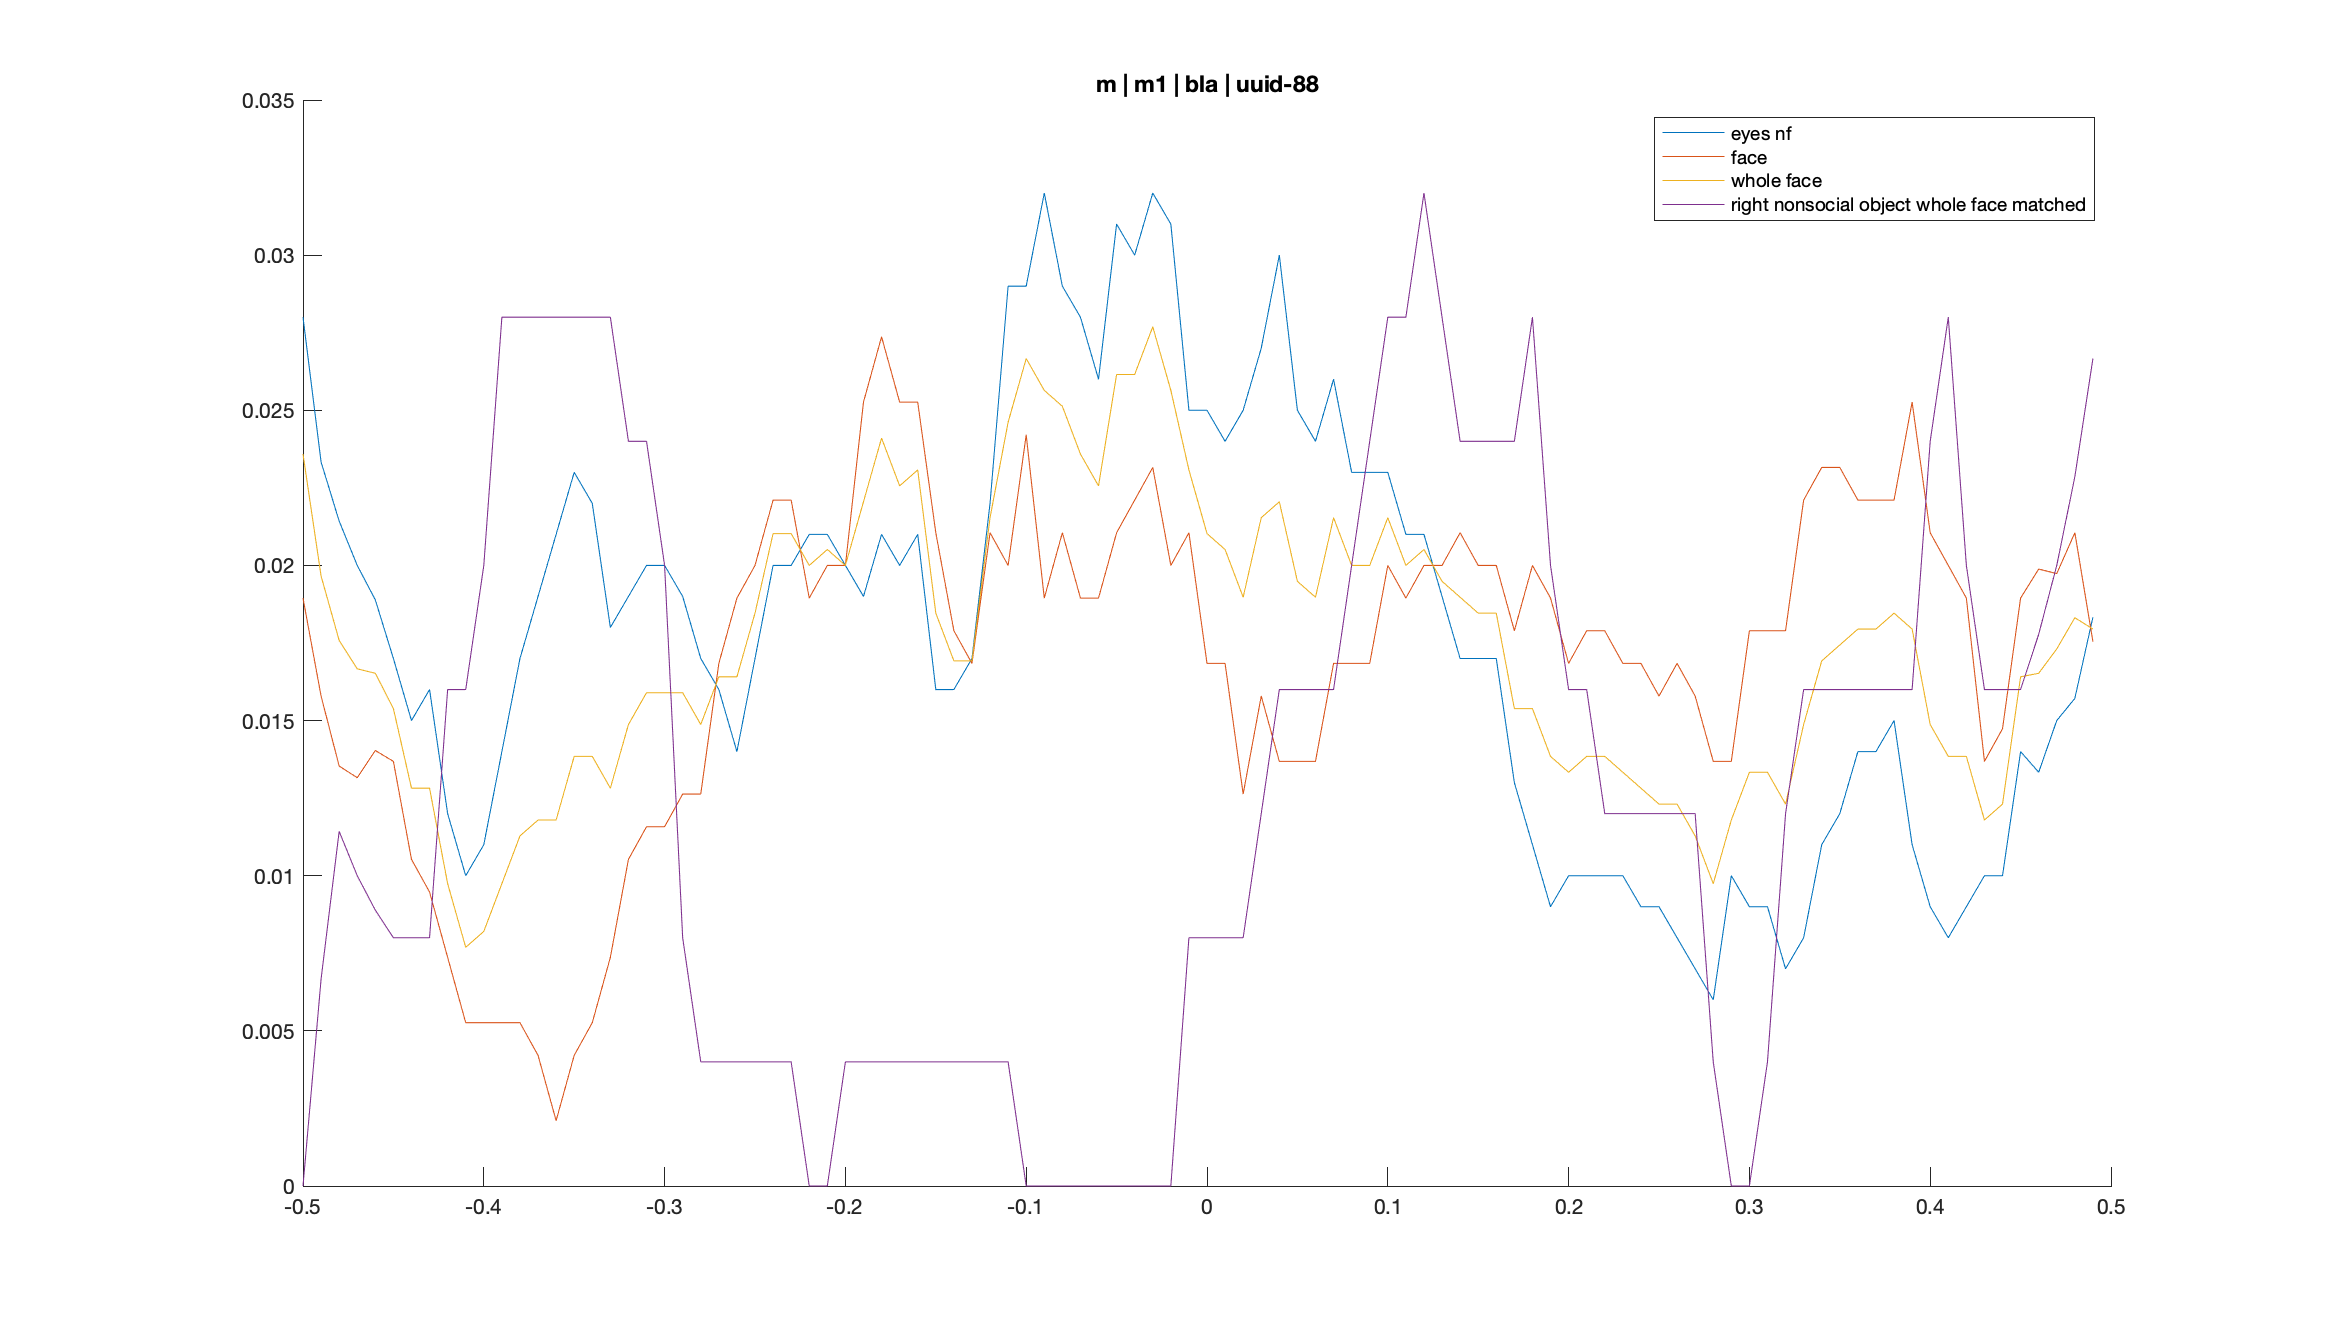 m | m1 | bla | uuid-88
0.035
eyes nf
face
whole face
right nonsocial object whole face matched
0.03
0.025
0.02
0.015
0.01
0.005
0
-0.5 -0.4 -0.3 -0.2 -0.1 0 0.1 0.2 0.3 0.4 0.5